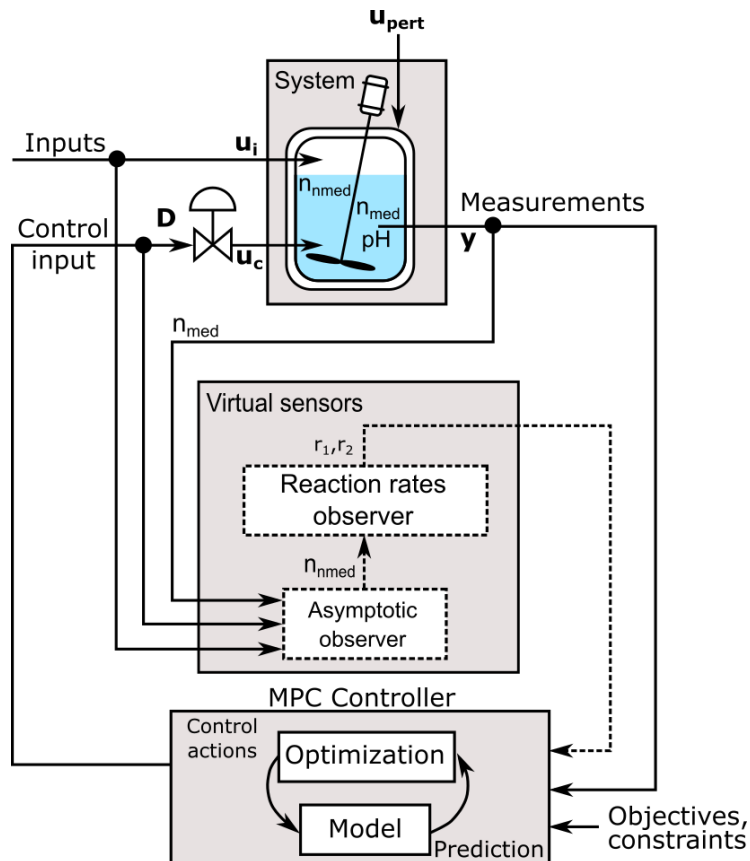 u_pert
System
Inputs
u_i
n_nmed
n_med
pH
Measurements
y
Control
input
D
u_c
n_med
Virtual sensors
r_1,r_2
Reaction rates
observer
n_nmed
Asymptotic
observer
MPC Controller
Control
actions
Optimization
Model
Prediction
Objectives,
constraints